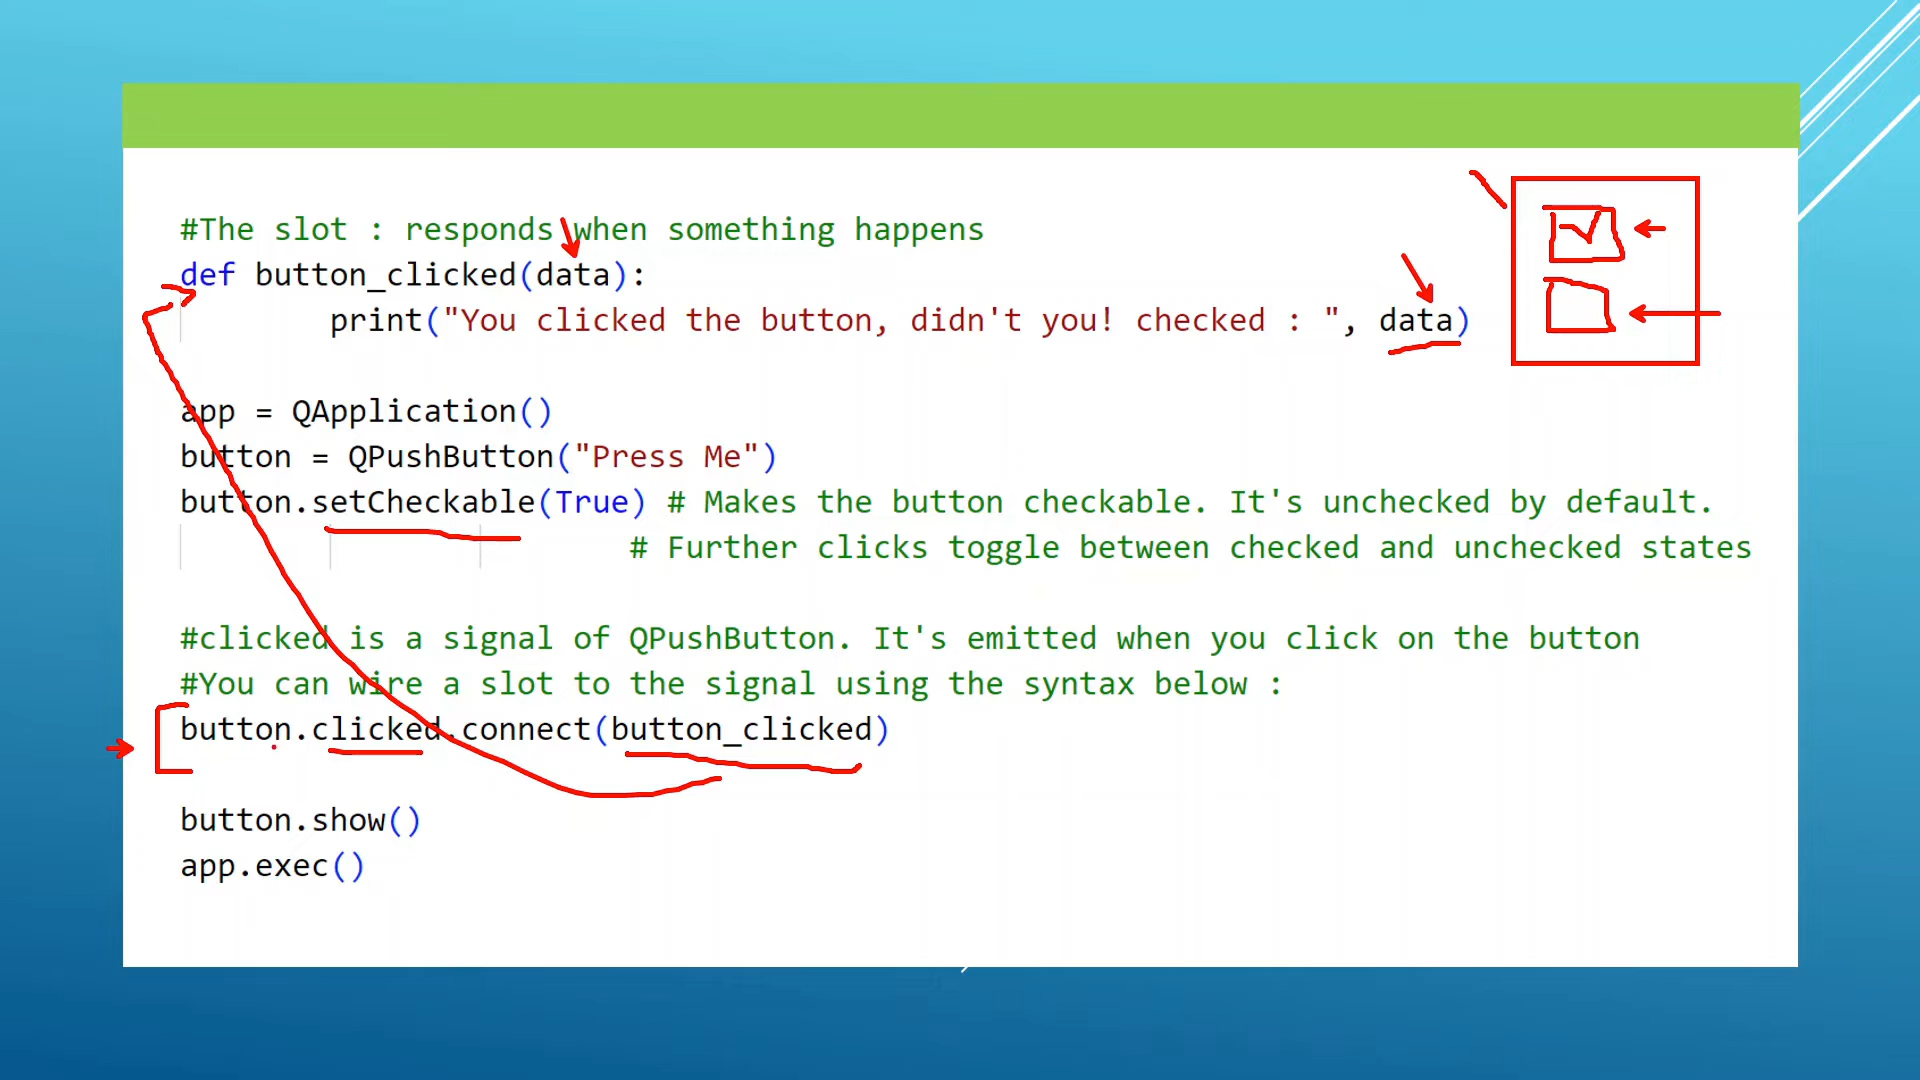 #The slot : responds when something happens
def button_clicked(data):
print("You clicked the button, didn't you! checked : ", data)
app = QApplication()
button = QPushButton("Press Me")
button.setCheckable(True) # Makes the button checkable. It's unchecked by default.
# Further clicks toggle between checked and unchecked states
#clicked is a signal of QPushButton. It's emitted when you click on the button
#You can wire a slot to the signal using the syntax below :
button.clicked.connect(button_clicked)
button.show()
app.exec()